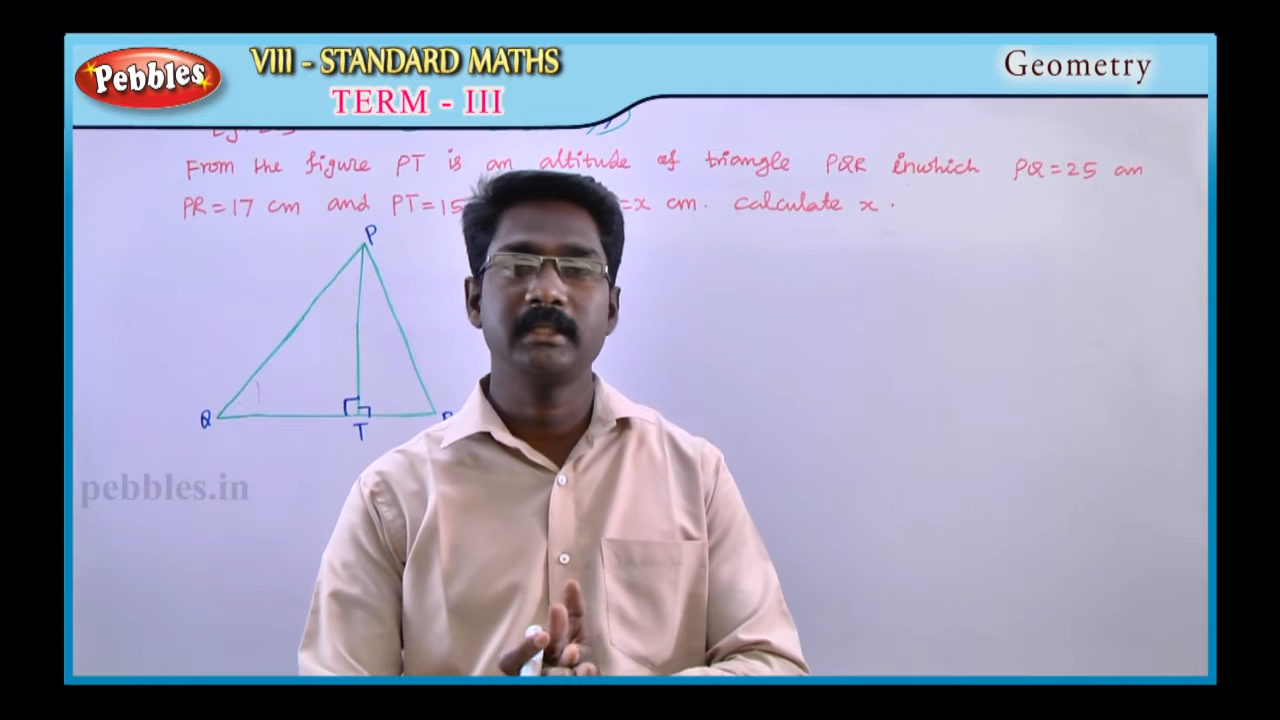 Pebbles
VIII - STANDARD MATHS
TERM - III
Geometry
From the figure PT is an altitude of triangle PQR inwhich PQ=25 cm
PR=17 cm and PT=15 =x cm. calculate x.
P
Q
T
pebbles.in